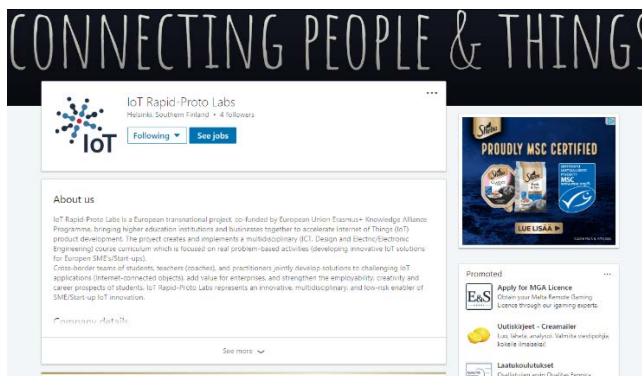 CONNECTING PEOPLE & THINGS
IoT Rapid-Proto Labs
Helsinki, Southern Finland • 4 followers
Following
See jobs
IoT
About us
IoT Rapid-Proto Labs is a European transnational project, co-funded by European Union Erasmus+ Knowledge Alliance
Programme, bringing higher education institutions and businesses together to accelerate Internet of Things (IoT)
product development. The project creates and implements a multidisciplinary (ICT, Design and Electric/Electronic
Engineering) course curriculum which is focused on real problem-based activities (developing innovative IoT solutions
for Europen SME's/Start-ups).
Cross-border teams of students, teachers (coaches), and practitioners jointly develop solutions to challenging IoT
applications (Internet-connected objects), add value for enterprises, and strengthen the employability, creativity and
career prospects of students. IoT Rapid-Proto Labs represents an innovative, multidisciplinary, and low-risk enabler of
SME/Start-up IoT innovation.
Company details
See more
Sheba
PROUDLY MSC CERTIFIED
MSC
LUE LISÄÄ
Promoted
E&S
Apply for MGA Licence
Obtain your Malta Remote Gaming
Licence through our igaming experts.
Uutiskirjeet - Creamailer
Luo, lähetä, analysoi. Valmiita viestipohjia,
kokeile ilmaiseksi!
Laatukoulutukset